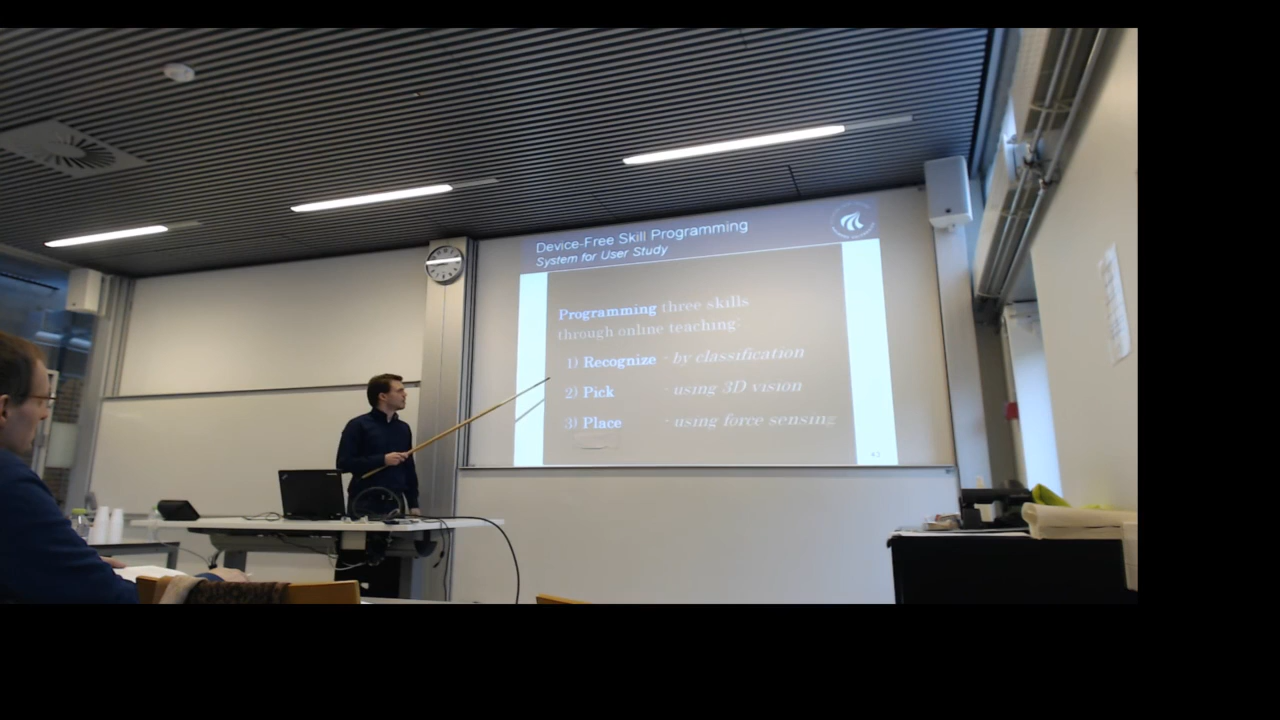 Device-Free Skill Programming
System for User Study
Programming three skills
through online teaching:
1) Recognize - by classification
2) Pick - using 3D vision
3) Place - using force sensing